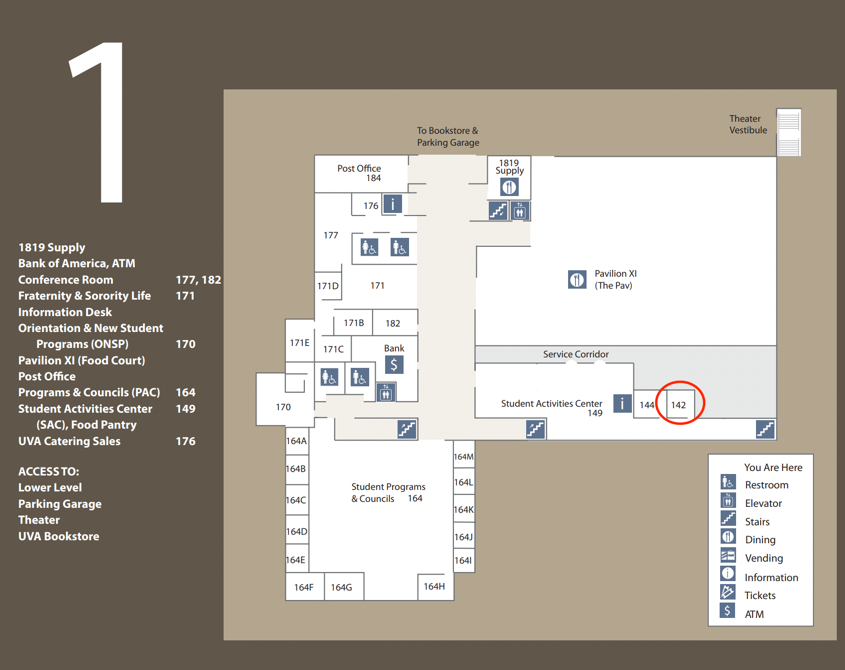 1
1819 Supply
Bank of America, ATM
Conference Room 177, 182
Fraternity & Sorority Life 171
Information Desk
Orientation & New Student
Programs (ONSP) 170
Pavilion XI (Food Court)
Post Office
Programs & Councils (PAC) 164
Student Activities Center 149
(SAC), Food Pantry
UVA Catering Sales 176
ACCESS TO:
Lower Level
Parking Garage
Theater
UVA Bookstore
To Bookstore &
Parking Garage
Theater
Vestibule
Post Office
184
1819
Supply
176
i
177
171D
171
Pavilion XI
(The Pav)
171B
182
171E
171C
Bank
$
Service Corridor
170
Student Activities Center
149
i
144
142
164A
164B
164C
164D
164E
164F
164G
164H
164M
164L
164K
164J
164I
Student Programs
& Councils 164
You Are Here
Restroom
Elevator
Stairs
Dining
Vending
i Information
Tickets
$ ATM